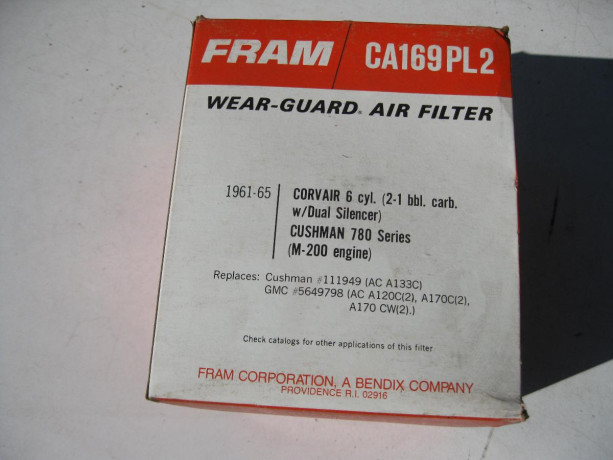 FRAM CA169PL2
WEAR-GUARD. AIR FILTER
1961-65 CORVAIR 6 cyl. (2-1 bbl. carb.
w/Dual Silencer)
CUSHMAN 780 Series
(M-200 engine)
Replaces: Cushman #111949 (AC A133C)
GMC #5649798 (AC A120C(2), A170C(2),
A170 CW(2).)
Check catalogs for other applications of this filter
FRAM CORPORATION, A BENDIX COMPANY
PROVIDENCE R.I. 02916